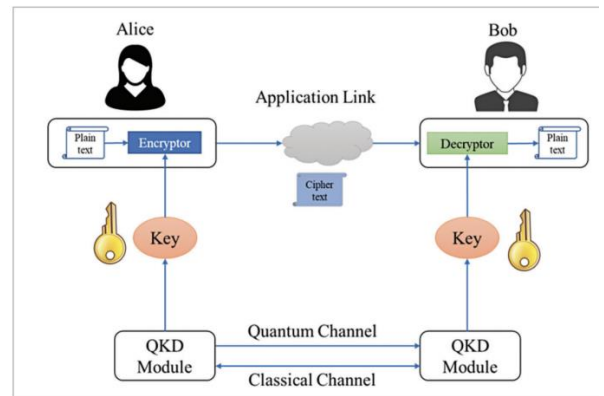 Alice
Bob
Application Link
Plain
text
Encryptor
Decryptor
Plain
text
Cipher
text
Key
Key
QKD
Module
Quantum Channel
Classical Channel
QKD
Module